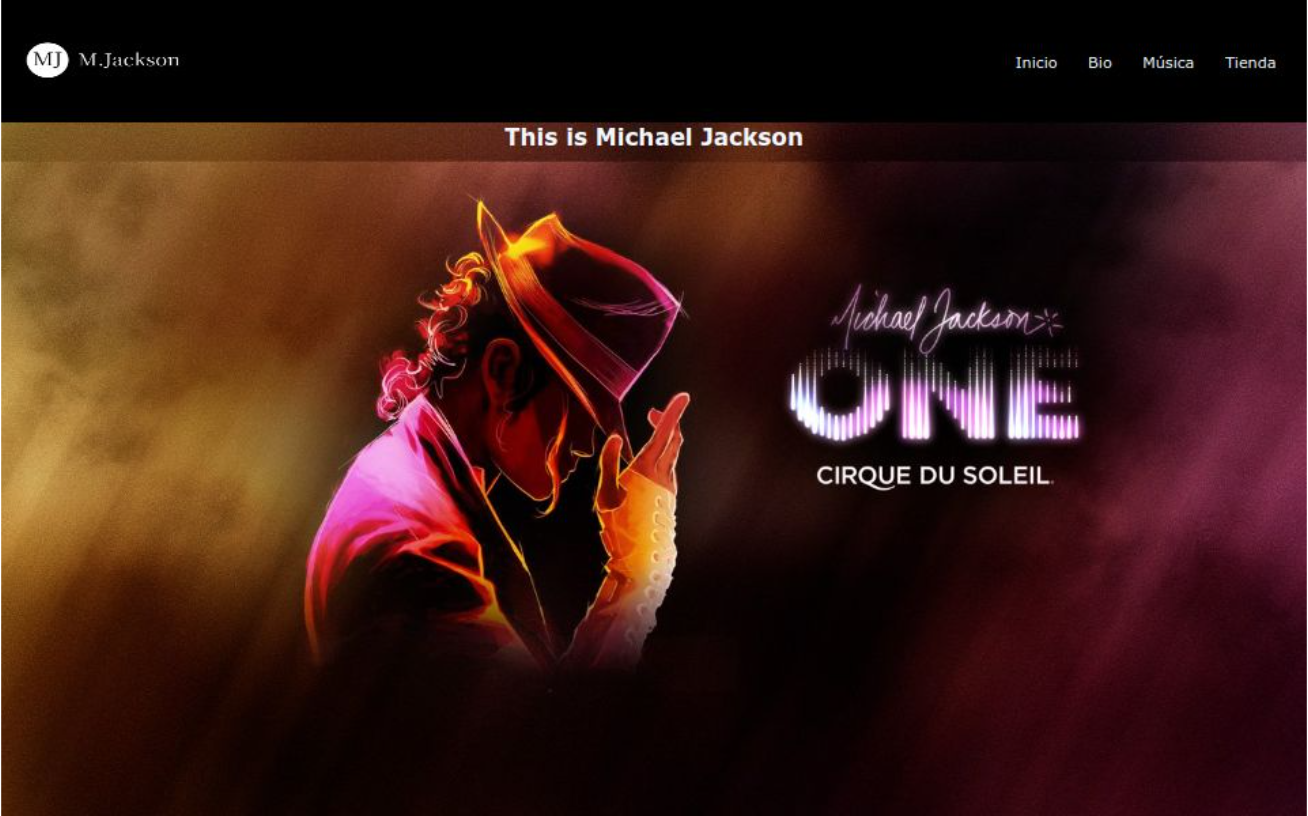 MJ M.Jackson
Inicio Bio Música Tienda
This is Michael Jackson
Michael Jackson
ONE
CIRQUE DU SOLEIL